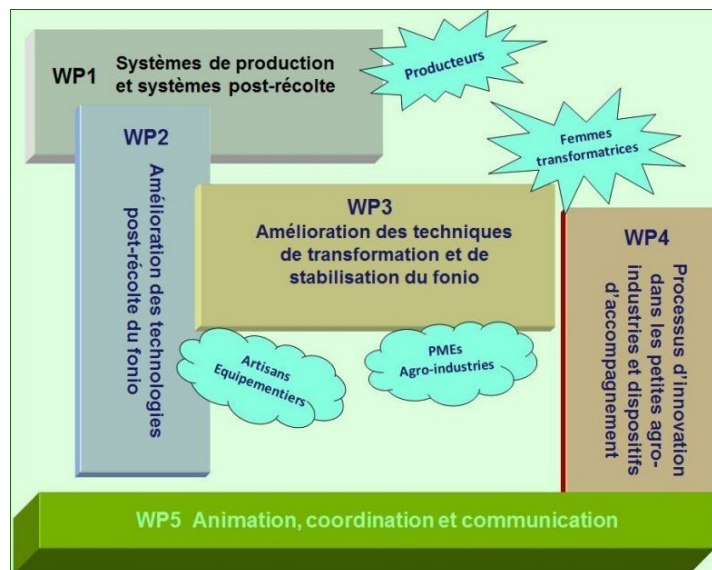 WP1 Systèmes de production
et systèmes post-récolte
Producteurs
WP2
Amélioration des technologies
post-récolte du fonio
Femmes
transformatrices
WP3
Amélioration des techniques
de transformation et de
stabilisation du fonio
WP4
Processus d'innovation
dans les petites agro-
industries et dispositifs
d'accompagnement
Artisans
Equipementiers
PMEs
Agro-industries
WP5 Animation, coordination et communication